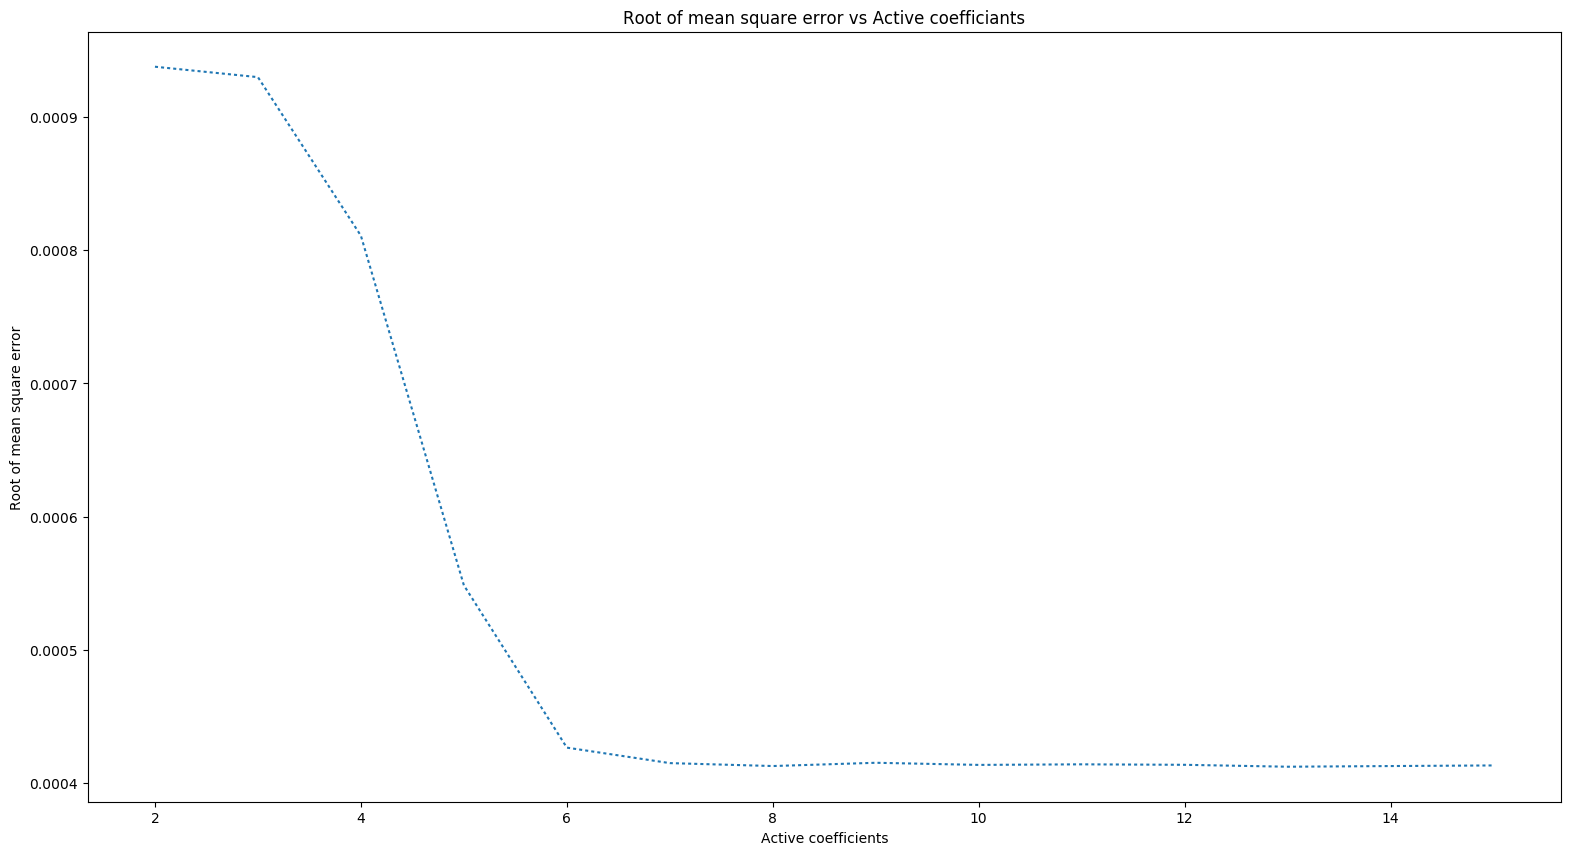 Root of mean square error vs Active coefficiants
0.0009
0.0008
0.0007
0.0006
0.0005
0.0004
Root of mean square error
2 4 6 8 10 12 14
Active coefficients